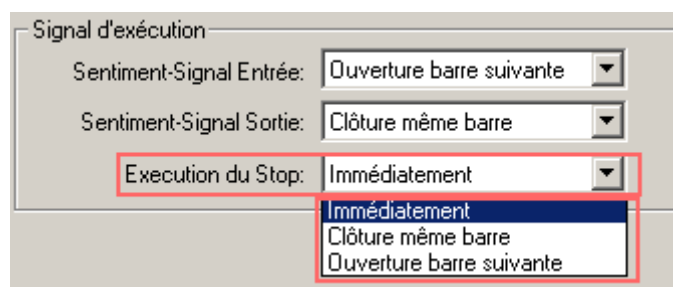 Signal d'exécution
Sentiment-Signal Entrée: Ouverture barre suivante
Sentiment-Signal Sortie: Clôture même barre
Execution du Stop: Immédiatement
Immédiatement
Clôture même barre
Ouverture barre suivante